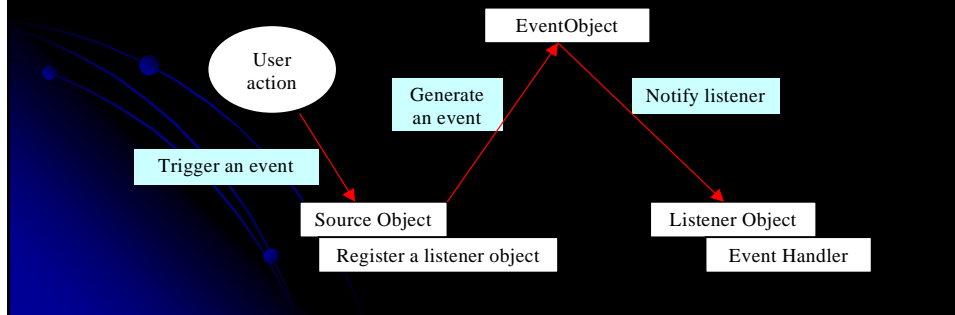 EventObject
User
action
Generate
an event
Notify listener
Trigger an event
Source Object
Listener Object
Register a listener object
Event Handler